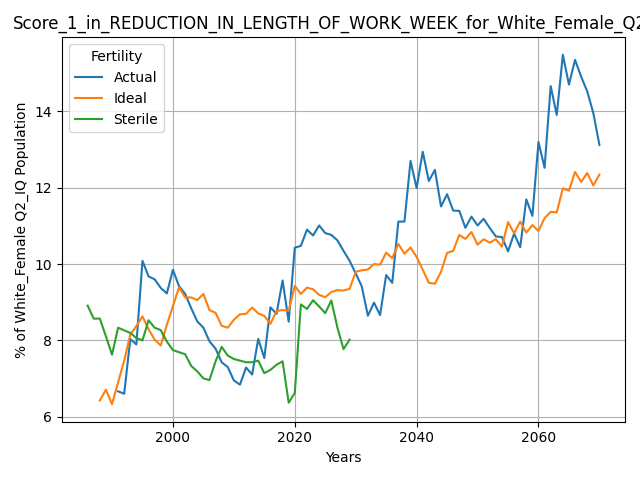 Score_1_in_REDUCTION_IN_LENGTH_OF_WORK_WEEK_for_White_Female_Q2
Fertility
Actual
Ideal
Sterile
% of White_Female Q2_IQ Population
14
12
10
8
6
2000 2020 2040 2060
Years